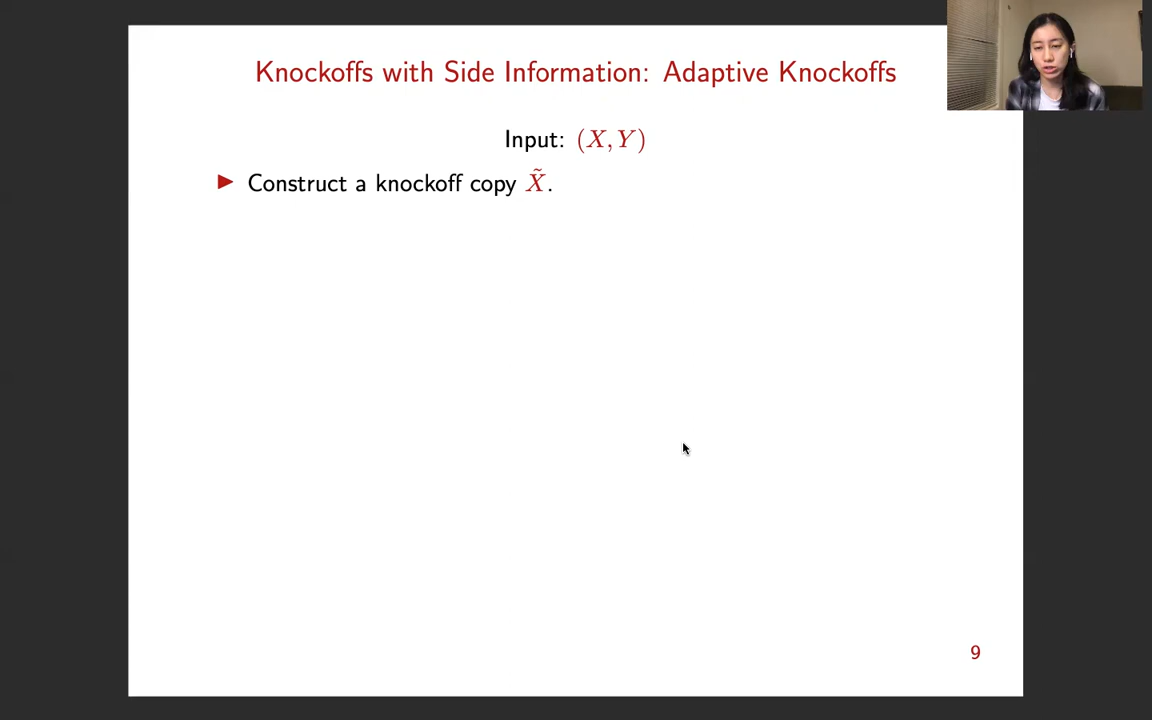 Knockoffs with Side Information: Adaptive Knockoffs
Input: (X, Y)
▶ Construct a knockoff copy X̃.
9